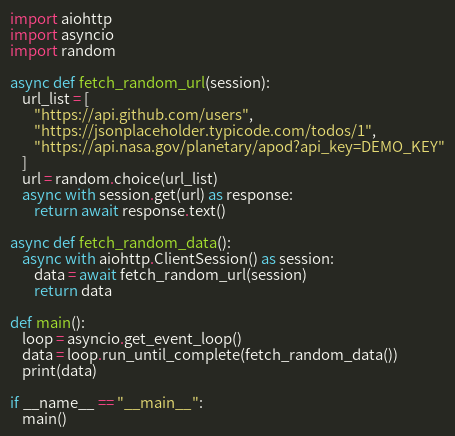 import aiohttp
import asyncio
import random

async def fetch_random_url(session):
    url_list = [
        "https://api.github.com/users",
        "https://jsonplaceholder.typicode.com/todos/1",
        "https://api.nasa.gov/planetary/apod?api_key=DEMO_KEY"
    ]
    url = random.choice(url_list)
    async with session.get(url) as response:
        return await response.text()

async def fetch_random_data():
    async with aiohttp.ClientSession() as session:
        data = await fetch_random_url(session)
        return data

def main():
    loop = asyncio.get_event_loop()
    data = loop.run_until_complete(fetch_random_data())
    print(data)

if __name__ == "__main__":
    main()